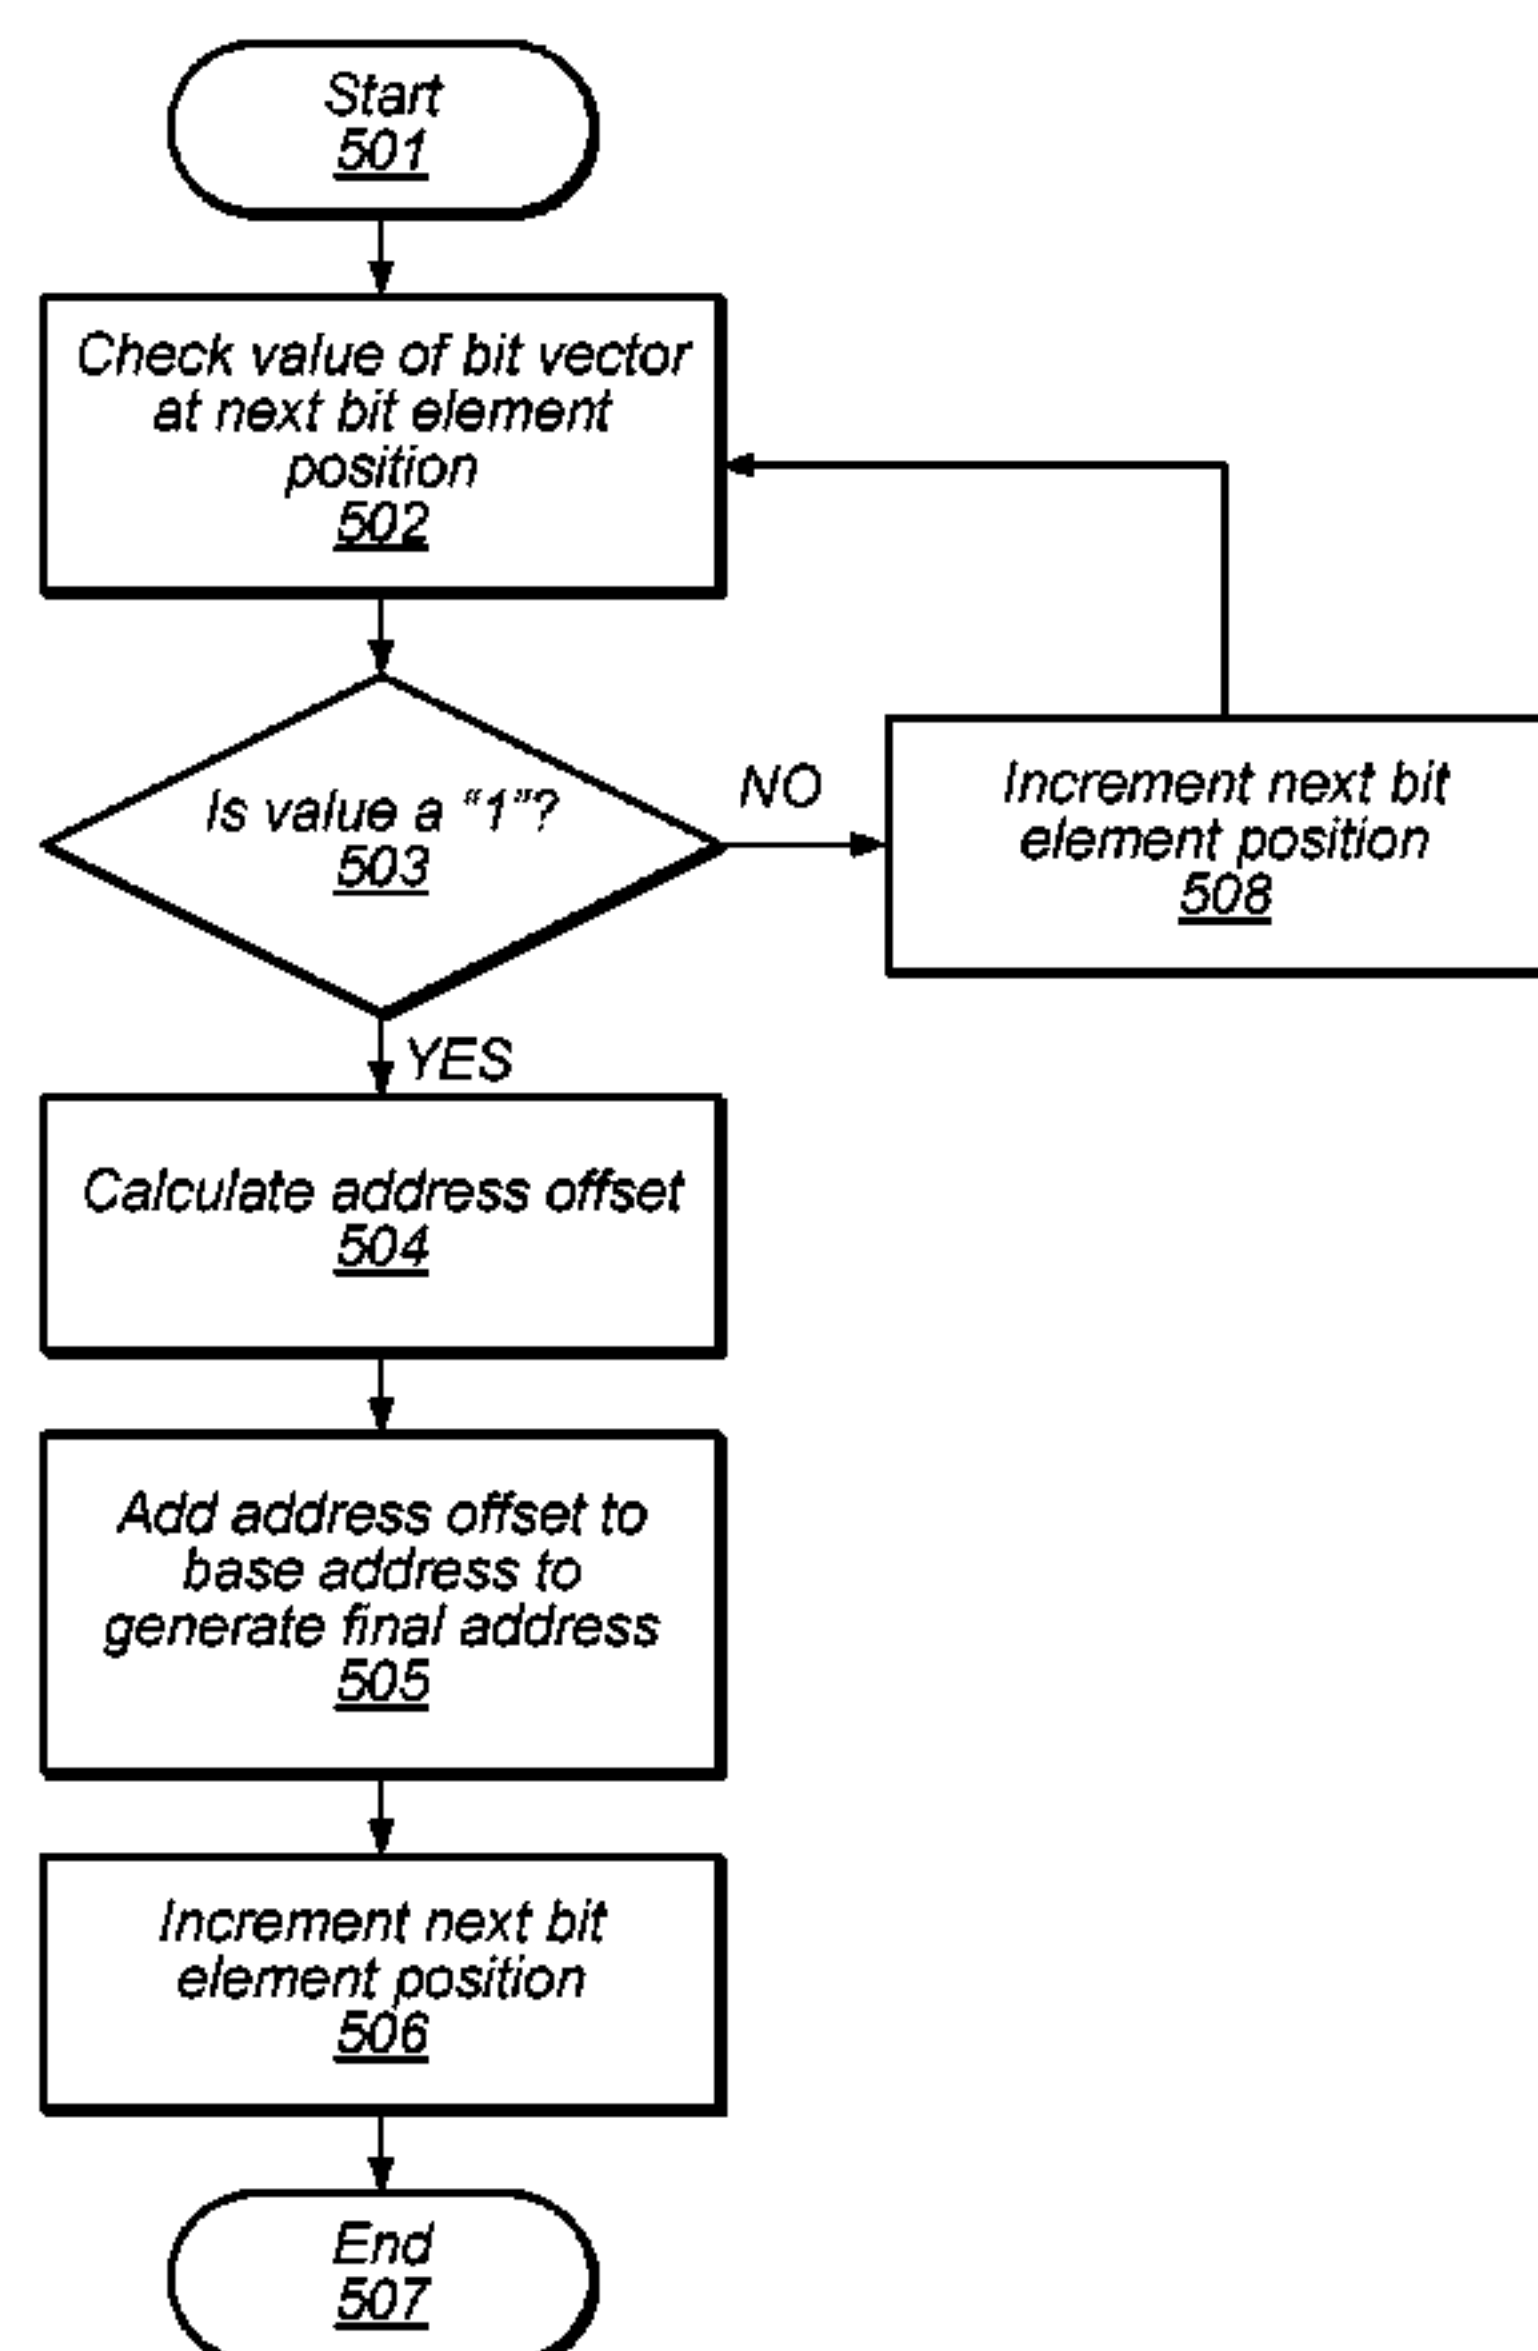 Start
501
Check value of bit vector
at next bit element
position
502
Is value a “1”?
503
NO
Increment next bit
element position
508
YES
Calculate address offset
504
Add address offset to
base address to
generate final address
505
Increment next bit
element position
506
End
507